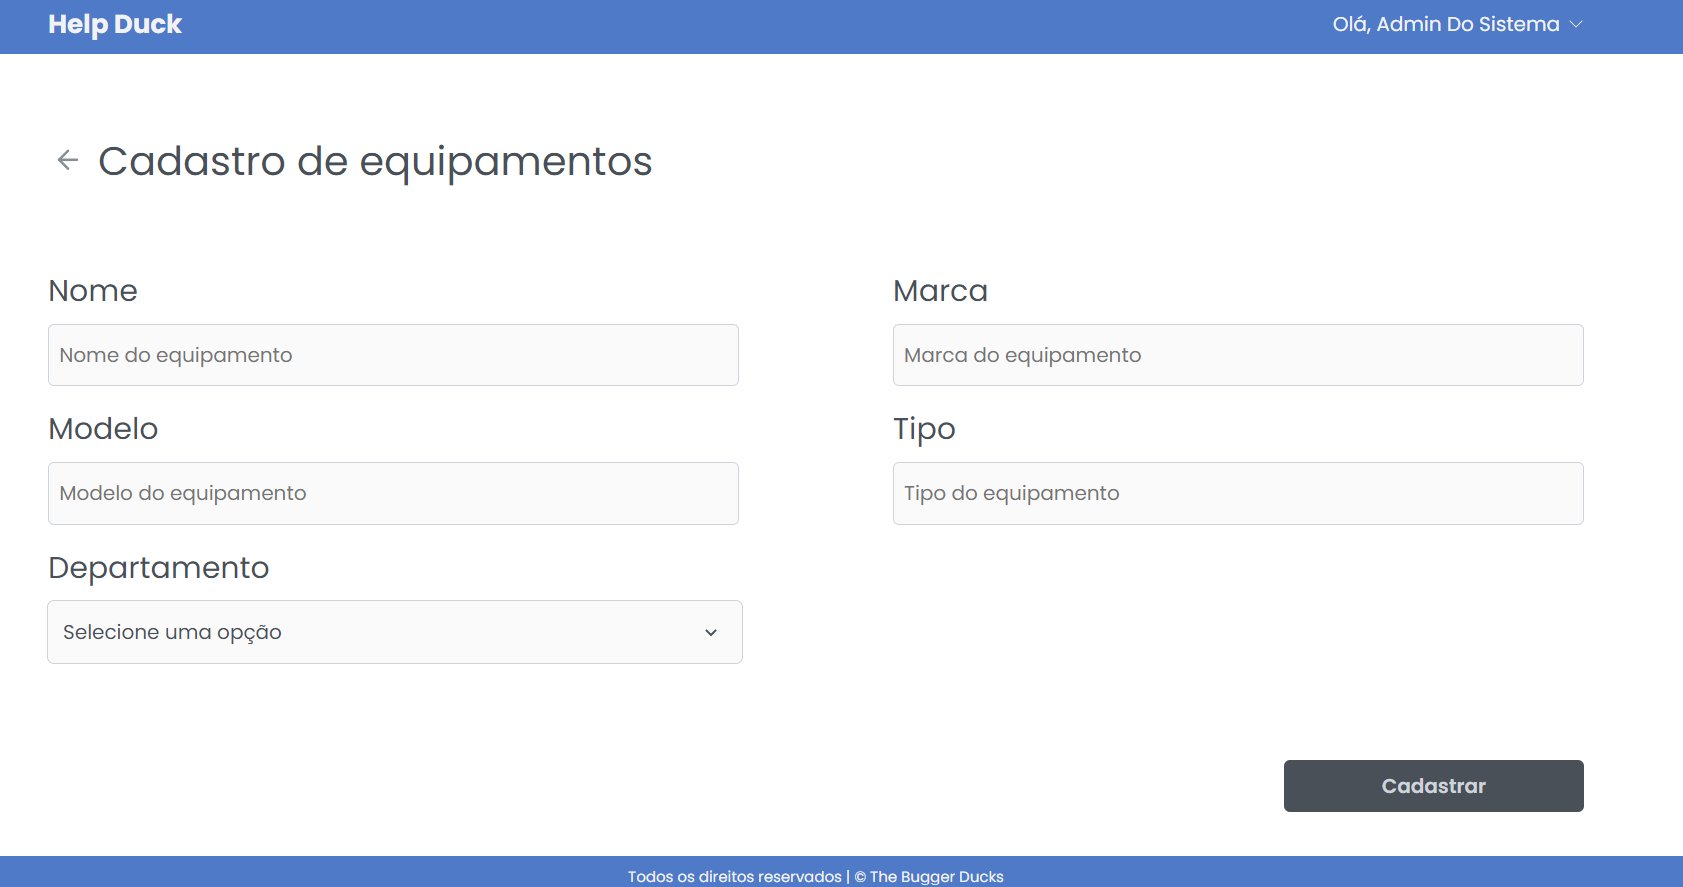 Help Duck
Olá, Admin Do Sistema
Cadastro de equipamentos
Nome
Marca
Nome do equipamento
Marca do equipamento
Modelo
Tipo
Modelo do equipamento
Tipo do equipamento
Departamento
Selecione uma opção
Cadastrar
Todos os direitos reservados | © The Bugger Ducks